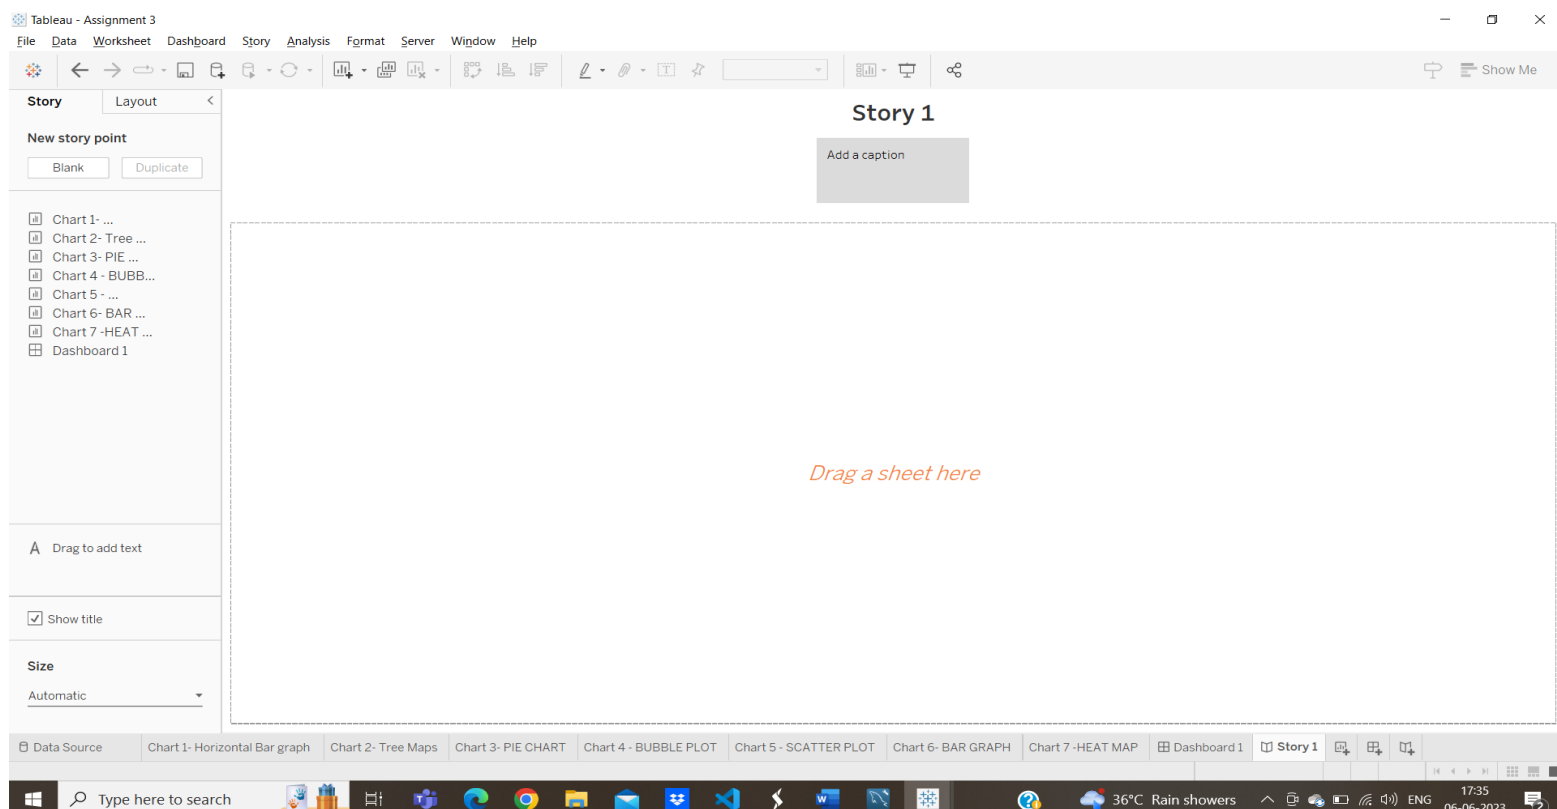 Tableau - Assignment 3
File Data Worksheet Dashboard Story Analysis Format Server Window Help
Show Me
Story Layout
New story point
Blank Duplicate
Chart 1- ...
Chart 2- Tree ...
Chart 3- PIE ...
Chart 4 - BUBB...
Chart 5 - ...
Chart 6- BAR ...
Chart 7 -HEAT ...
Dashboard 1
A Drag to add text
Show title
Size
Automatic
Story 1
Add a caption
Drag a sheet here
Data Source Chart 1- Horizontal Bar graph Chart 2- Tree Maps Chart 3- PIE CHART Chart 4 - BUBBLE PLOT Chart 5 - SCATTER PLOT Chart 6- BAR GRAPH Chart 7 -HEAT MAP Dashboard 1 Story 1
Type here to search
36°C Rain showers
ENG
17:35
06-06-2023